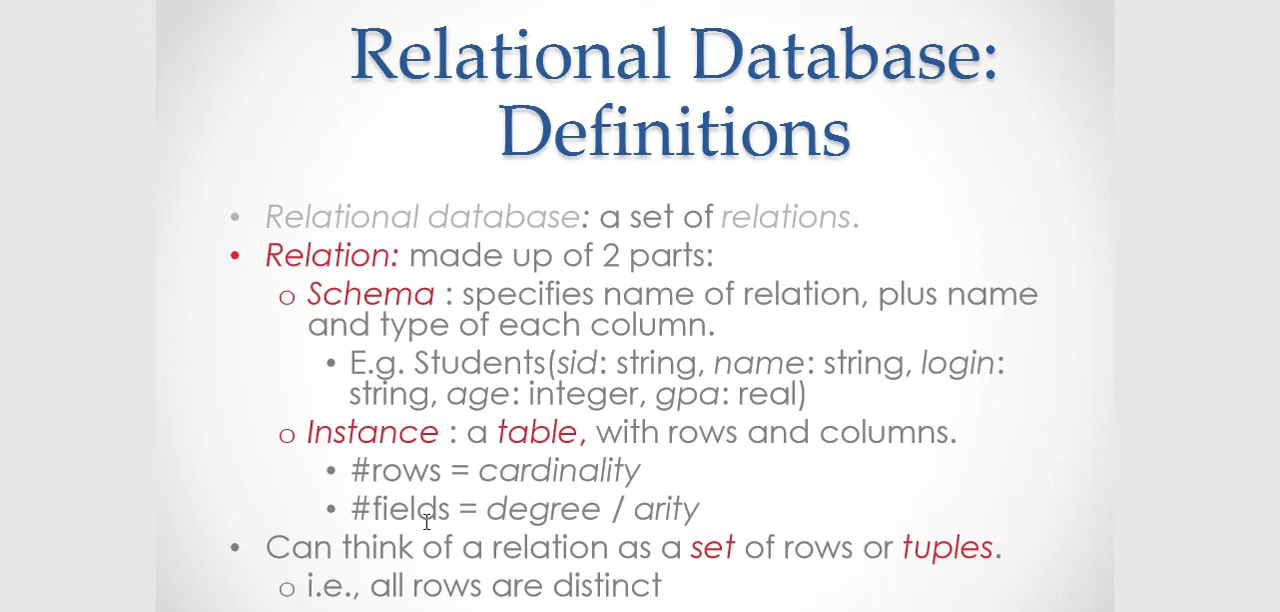 Relational Database:
Definitions
• Relational database: a set of relations.
• Relation: made up of 2 parts:
o Schema : specifies name of relation, plus name
and type of each column.
• E.g. Students(sid: string, name: string, login:
string, age: integer, gpa: real)
o Instance : a table, with rows and columns.
• #rows = cardinality
• #fields = degree / arity
• Can think of a relation as a set of rows or tuples.
o i.e., all rows are distinct